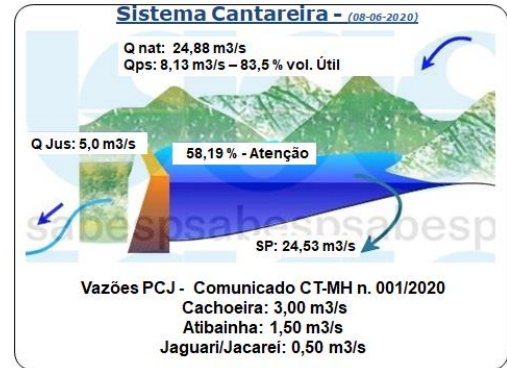 Sistema Cantareira - (08-06-2020)
Q nat: 24,88 m3/s
Qps: 8,13 m3/s – 83,5 % vol. Útil
Q Jus: 5,0 m3/s
58,19 % - Atenção
sabespsabespsabesp
SP: 24,53 m3/s
Vazões PCJ - Comunicado CT-MH n. 001/2020
Cachoeira: 3,00 m3/s
Atibainha: 1,50 m3/s
Jaguari/Jacareí: 0,50 m3/s